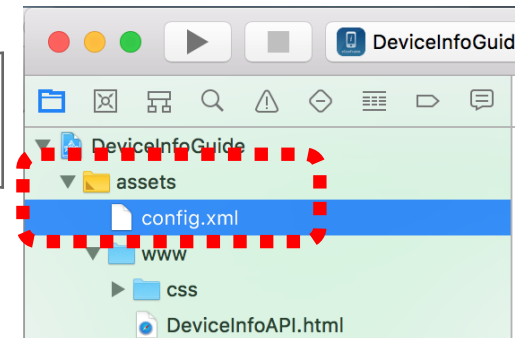 DeviceInfoGuid
DeviceInfoGuide
assets
config.xml
www
css
DeviceInfoAPI.html